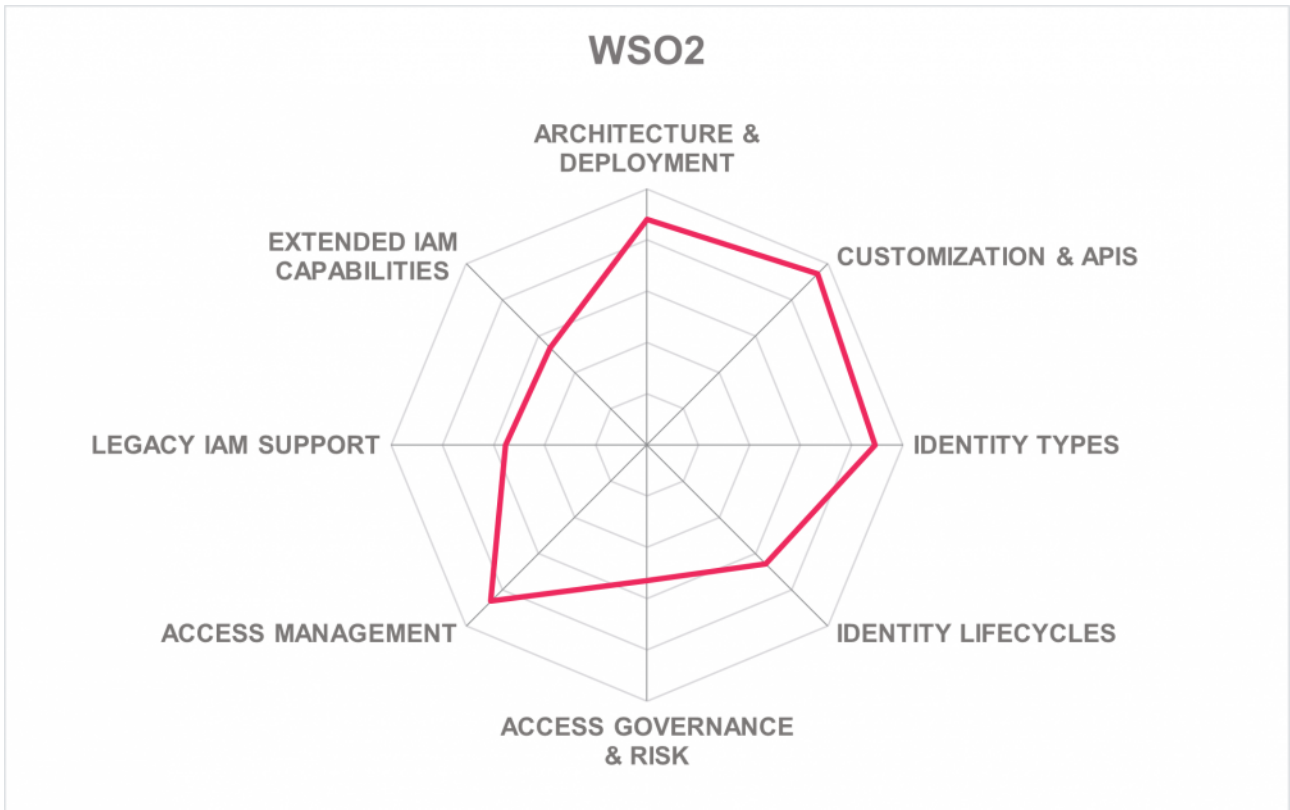 WSO2
ARCHITECTURE &
DEPLOYMENT
CUSTOMIZATION & APIS
IDENTITY TYPES
IDENTITY LIFECYCLES
ACCESS GOVERNANCE
& RISK
ACCESS MANAGEMENT
LEGACY IAM SUPPORT
EXTENDED IAM
CAPABILITIES